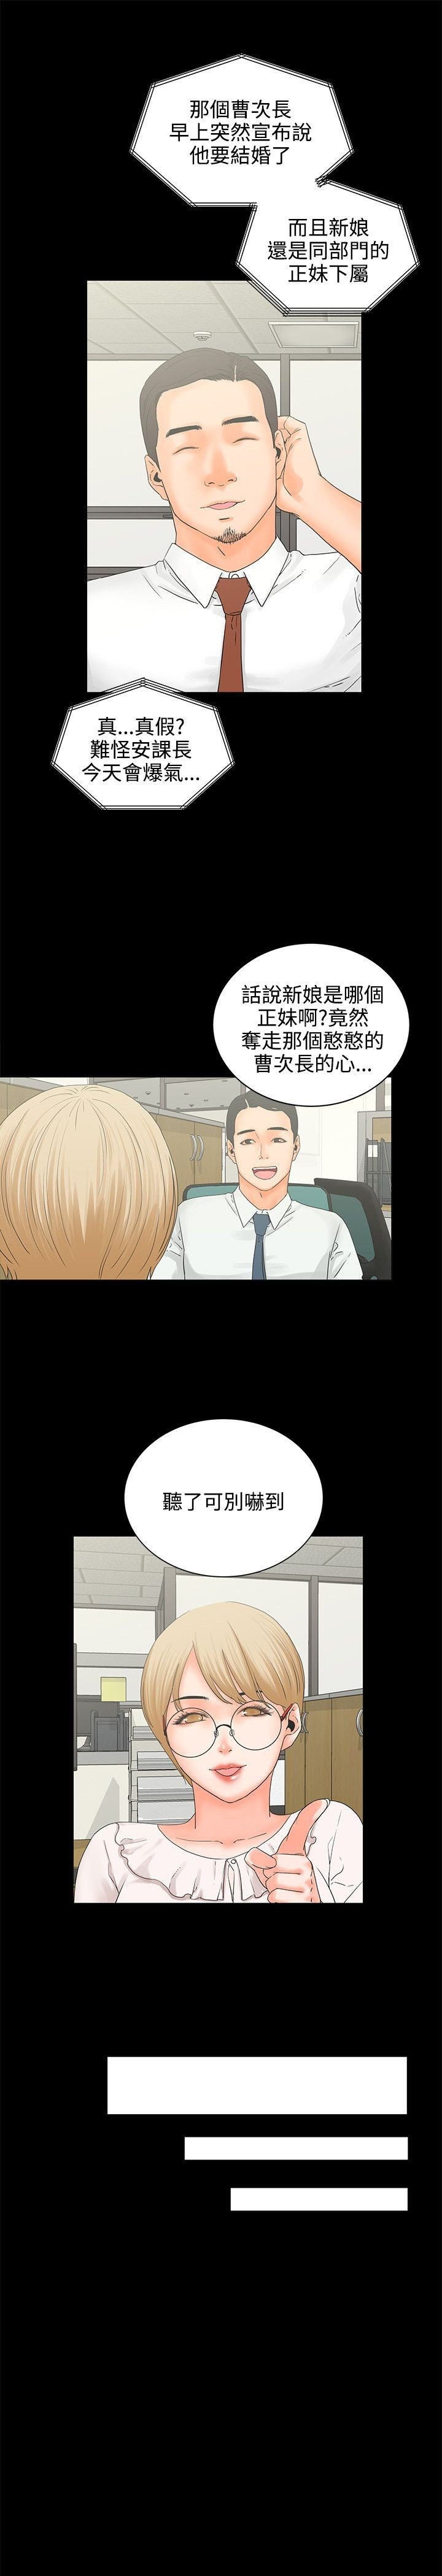 那個曹次長
早上突然宣布說
他要結婚了
而且新娘
還是同部門的
正妹下屬
真...真假?
難怪安課長
今天會爆氣...
話說新娘是哪個
正妹啊?竟然
奪走那個憨憨的
曹次長的心...
聽了可別嚇到